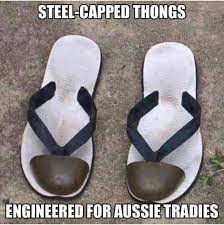 STEEL-CAPPED THONGS
ENGINEERED FOR AUSSIE TRADIES